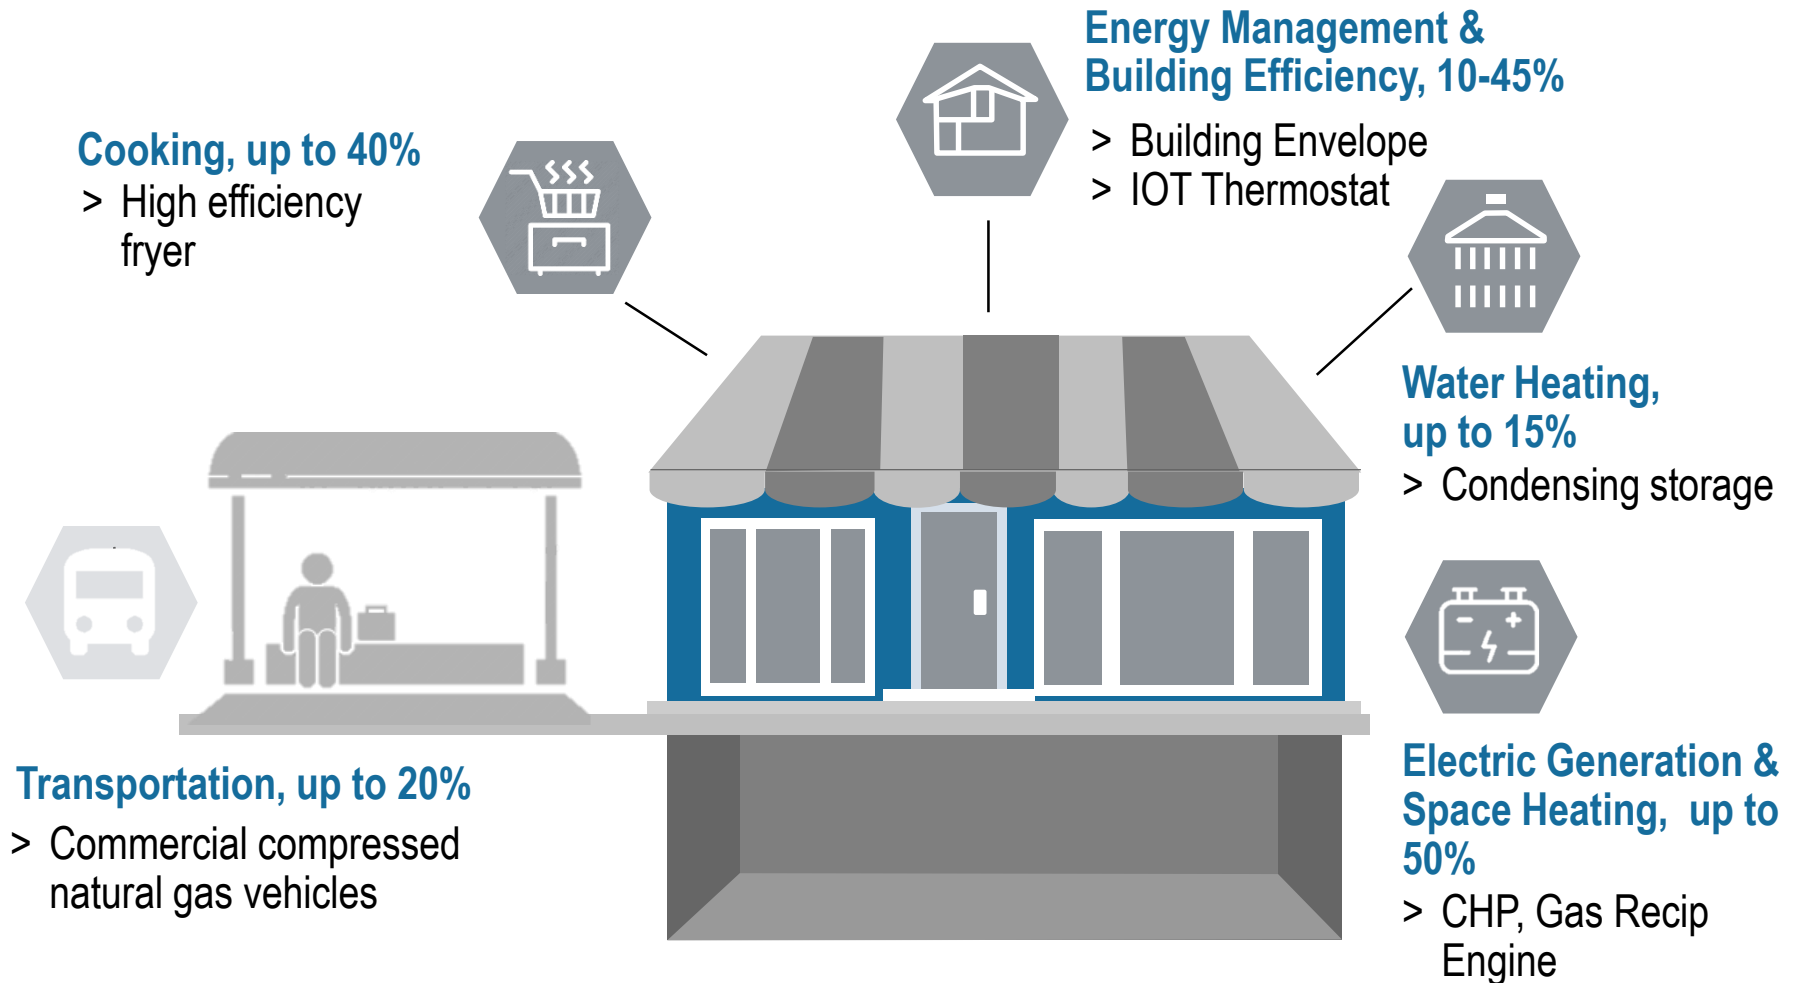 Energy Management &
Building Efficiency, 10-45%
> Building Envelope
> IOT Thermostat
Cooking, up to 40%
> High efficiency
fryer
Water Heating,
up to 15%
> Condensing storage
Transportation, up to 20%
> Commercial compressed
natural gas vehicles
Electric Generation &
Space Heating, up to
50%
> CHP, Gas Recip
Engine